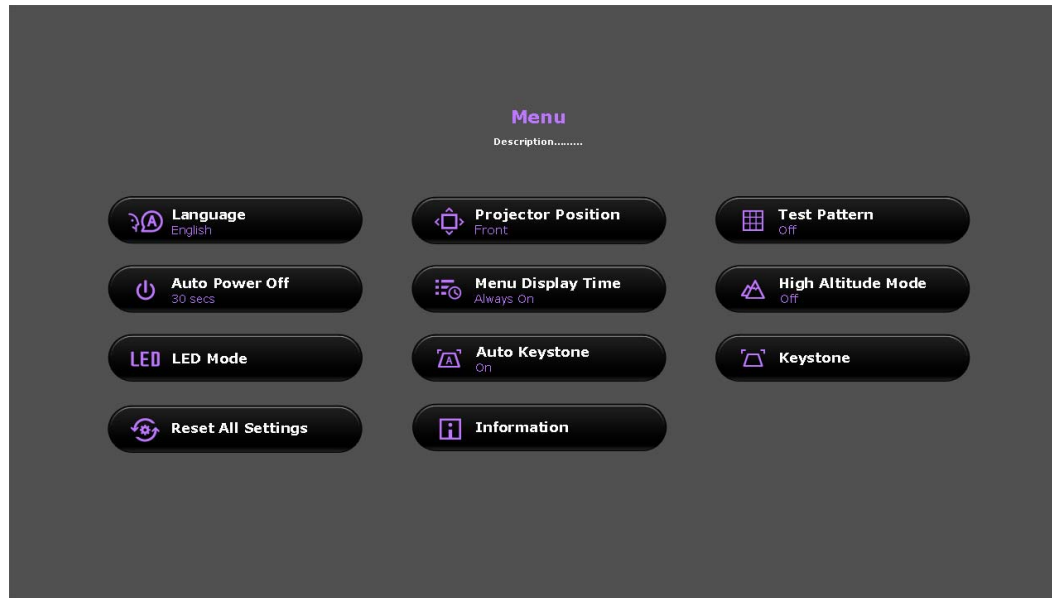 Menu
Description.........
Language
English
Projector Position
Front
Test Pattern
Off
Auto Power Off
30 secs
Menu Display Time
Always On
High Altitude Mode
Off
LED LED Mode
A
Auto Keystone
On
Keystone
Reset All Settings
Information